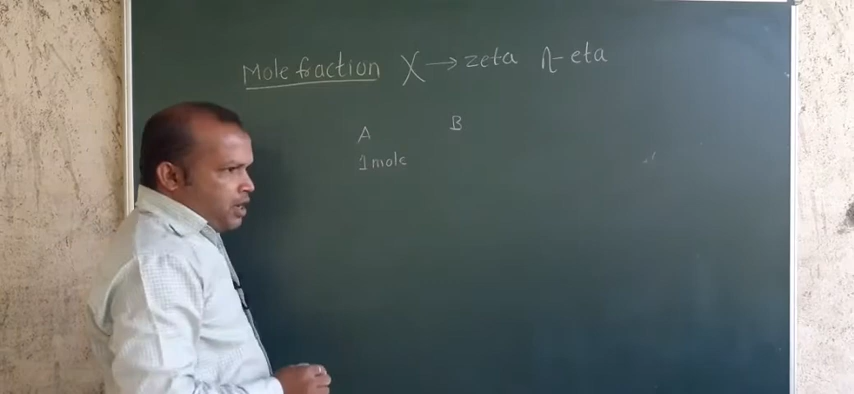 Mole fraction χ → zeta η - eta
A B
1 mole